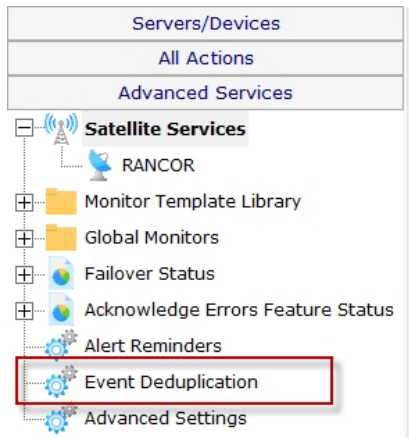 Servers/Devices
All Actions
Advanced Services
Satellite Services
RANCOR
Monitor Template Library
Global Monitors
Failover Status
Acknowledge Errors Feature Status
Alert Reminders
Event Deduplication
Advanced Settings